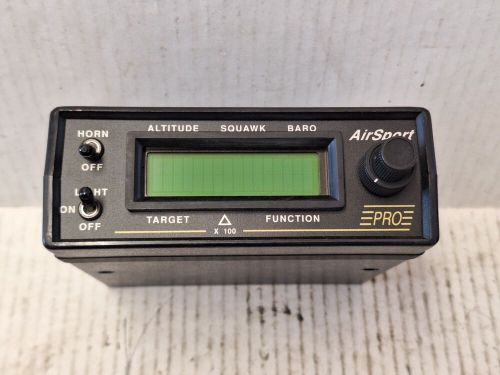 HORN
OFF
LIGHT
ON
OFF
ALTITUDE SQUAWK BARO
TARGET △ FUNCTION
X 100
AirSport
PRO